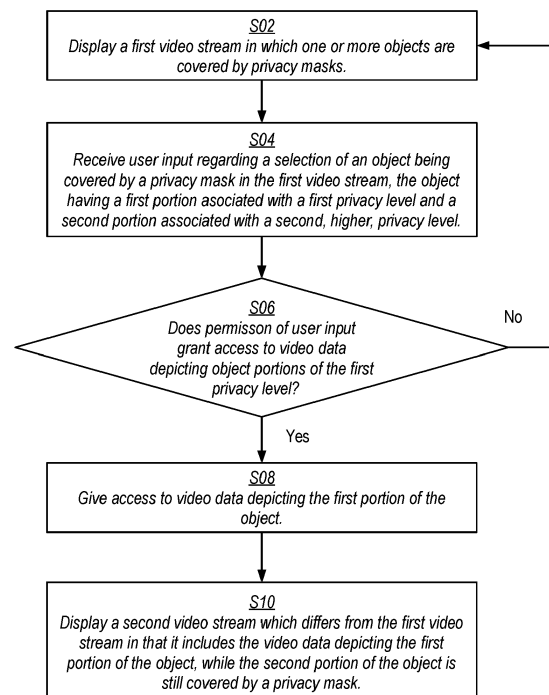 S02
Display a first video stream in which one or more objects are
covered by privacy masks.
S04
Receive user input regarding a selection of an object being
covered by a privacy mask in the first video stream, the object
having a first portion asociated with a first privacy level and a
second portion associated with a second, higher, privacy level.
S06
Does permisson of user input
grant access to video data
depicting object portions of the first
privacy level?
No
Yes
S08
Give access to video data depicting the first portion of the
object.
S10
Display a second video stream which differs from the first video
stream in that it includes the video data depicting the first
portion of the object, while the second portion of the object is
still covered by a privacy mask.